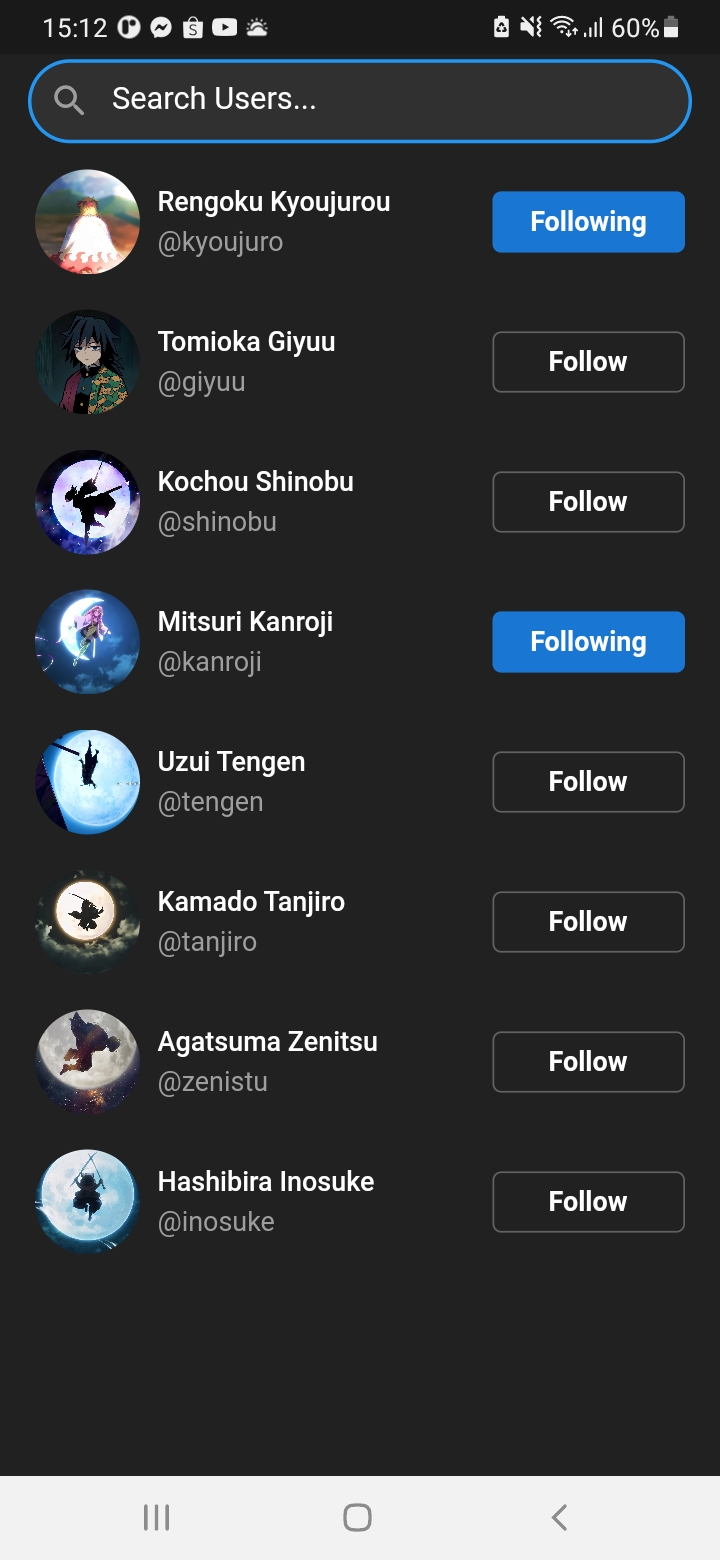 15:12 60%
Search Users...
Rengoku Kyoujurou
@kyoujuro
Following
Tomioka Giyuu
@giyuu
Follow
Kochou Shinobu
@shinobu
Follow
Mitsuri Kanroji
@kanroji
Following
Uzui Tengen
@tengen
Follow
Kamado Tanjiro
@tanjiro
Follow
Agatsuma Zenitsu
@zenistu
Follow
Hashibira Inosuke
@inosuke
Follow